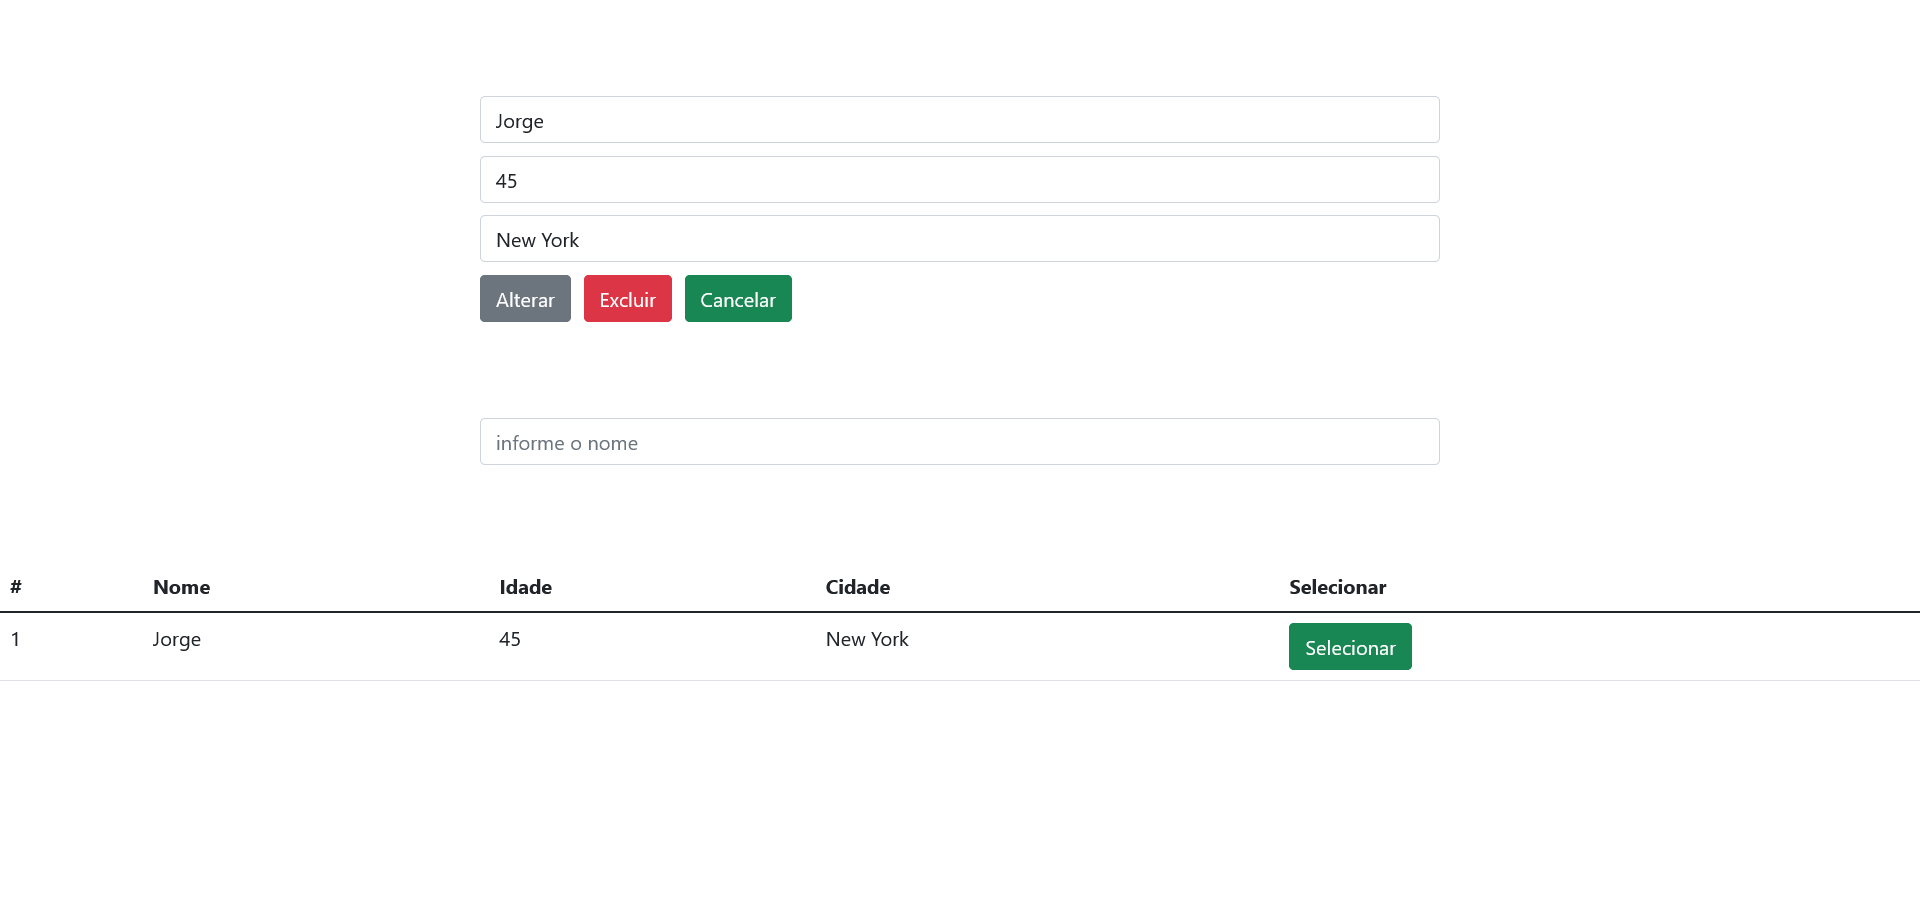 Jorge
45
New York
Alterar Excluir Cancelar
informe o nome
# Nome Idade Cidade Selecionar
1 Jorge 45 New York Selecionar